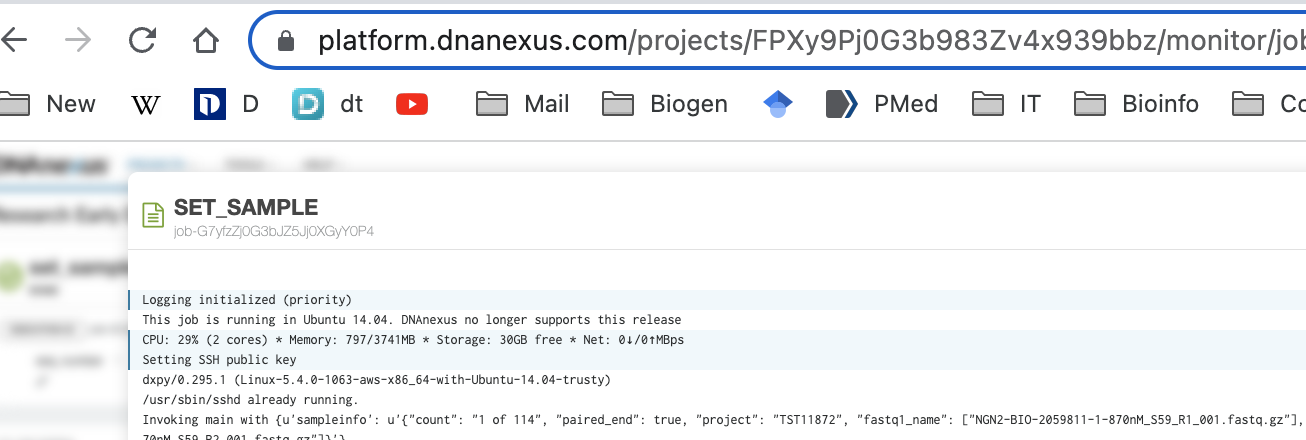 platform.dnanexus.com/projects/FPXy9Pj0G3b983Zv4x939bbz/monitor/job
New W D dt Mail Biogen PMed IT Bioinfo Co
SET_SAMPLE
job-G7yfzZj0G3bJZ5Jj0XGyY0P4
Logging initialized (priority)
This job is running in Ubuntu 14.04. DNAnexus no longer supports this release
CPU: 29% (2 cores) * Memory: 797/3741MB * Storage: 30GB free * Net: 0↓/0↑MBps
Setting SSH public key
dxpy/0.295.1 (Linux-5.4.0-1063-aws-x86_64-with-Ubuntu-14.04-trusty)
/usr/sbin/sshd already running.
Invoking main with {u'sampleinfo': u'{"count": "1 of 114", "paired_end": true, "project": "TST11872", "fastq1_name": ["NGN2-BIO-2059811-1-870nM_S59_R1_001.fastq.gz"],
70nM_S59_R2_001.fastq.gz"]}'}